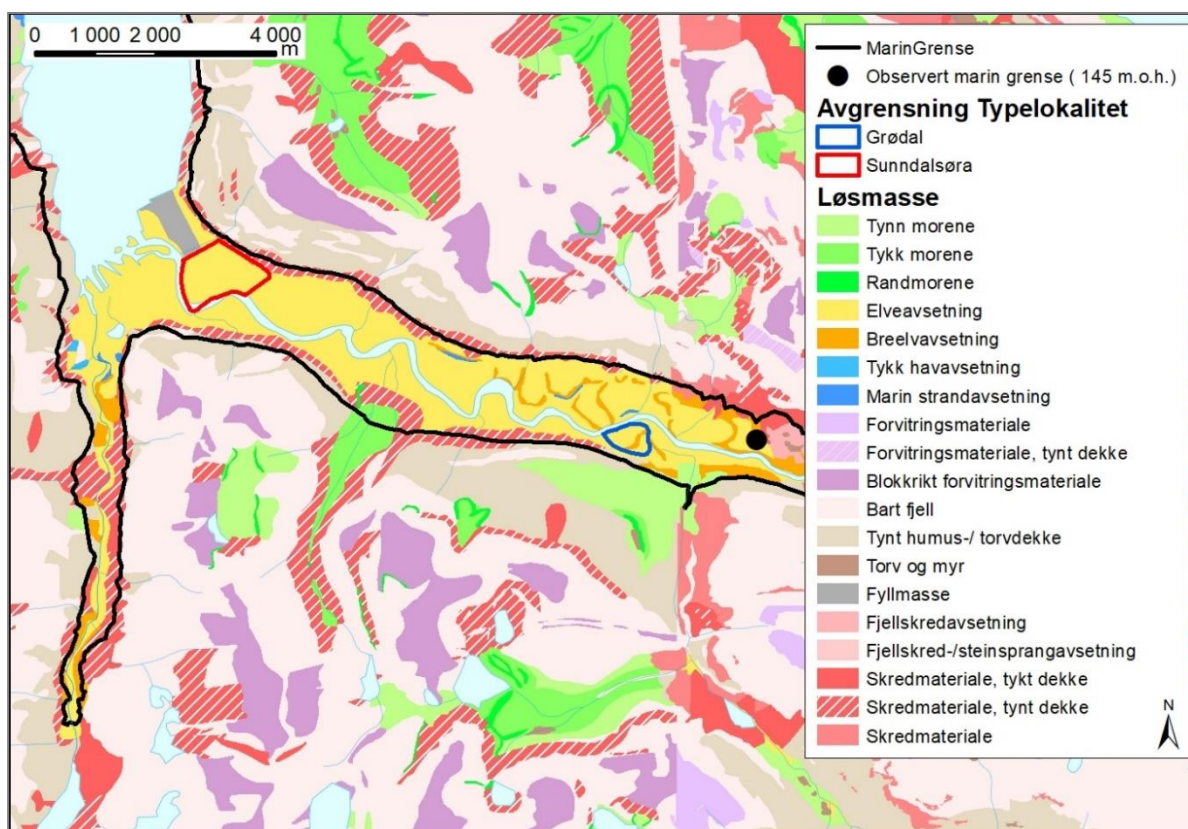 0 1 000 2 000 4 000
m
MarinGrense
Observert marin grense ( 145 m.o.h.)
Avgrensning Typelokalitet
Grødal
Sunndalsøra
Løsmasse
Tynn morene
Tykk morene
Randmorene
Elveavsetning
Breelvavsetning
Tykk havavsetning
Marin strandavsetning
Forvitringsmateriale
Forvitringsmateriale, tynt dekke
Blokkrikt forvitringsmateriale
Bart fjell
Tynt humus-/ torvdekke
Torv og myr
Fyllmasse
Fjellskredavsetning
Fjellskred-/steinsprangavsetning
Skredmateriale, tykt dekke
Skredmateriale, tynt dekke
Skredmateriale
N